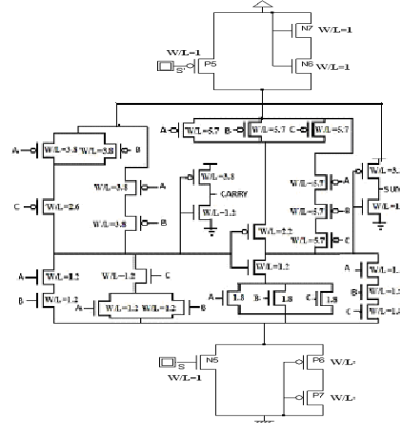 N7
W/L=1
W/L=1
S'
P5
N6
W/L=1
A W/L=3.8 W/L=3.8 B
A W/L=5.7 B W/L=5.7 C W/L=5.7
W/L=3.8 A
W/L=3.8
CARRY
W/L=1.2
W/L=5.7 A
SUM
C W/L=2.6
W/L=3.8 B
W/L=5.7 B
W/L=2.2
W/L=5.7 C
A W/L=1.2
W/L=1.2 C
W/L=1.2
A
B W/L=1.2
A W/L=1.2 W/L=1.2 B
A 1.8 B 1.8 C 1.8
B
C
S
N5
W/L=1
P6
P7